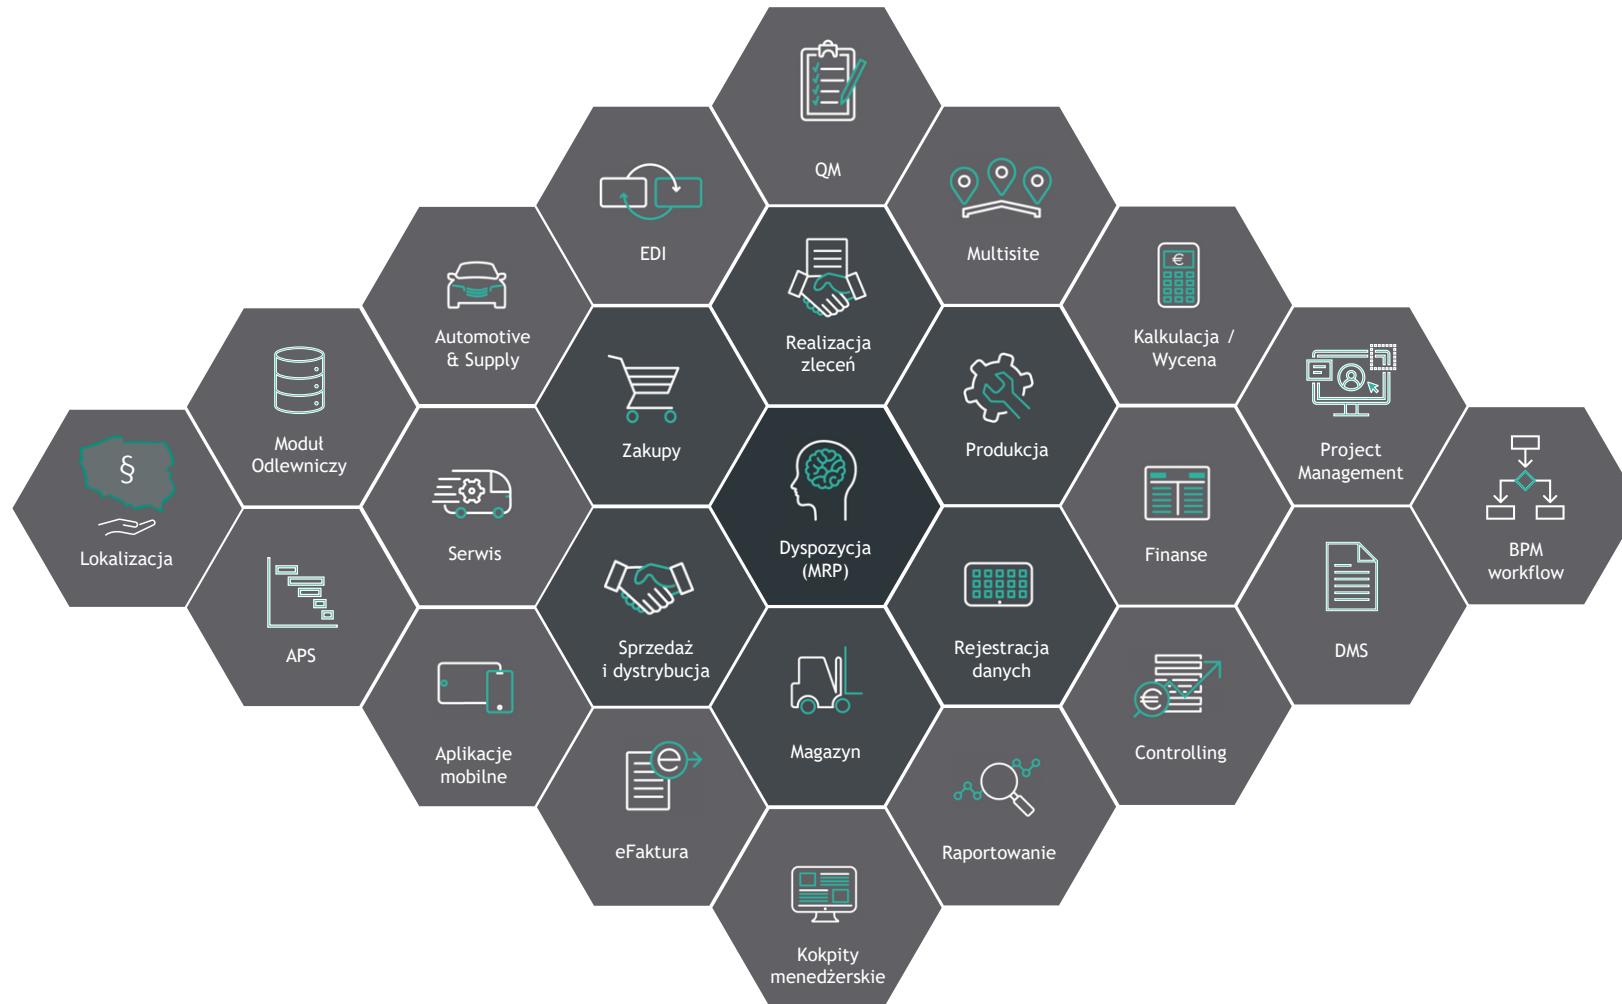 QM
EDI
Multisite
Automotive
& Supply
Realizacja
zleceń
€
Kalkulacja /
Wycena
Moduł
Odlewniczy
Zakupy
Produkcja
Project
Management
§
Lokalizacja
Serwis
Dyspozycja
(MRP)
Finanse
BPM
workflow
APS
Sprzedaż
i dystrybucja
Rejestracja
danych
DMS
Aplikacje
mobilne
Magazyn
€
Controlling
e
eFaktura
Raportowanie
Kokpity
menedżerskie